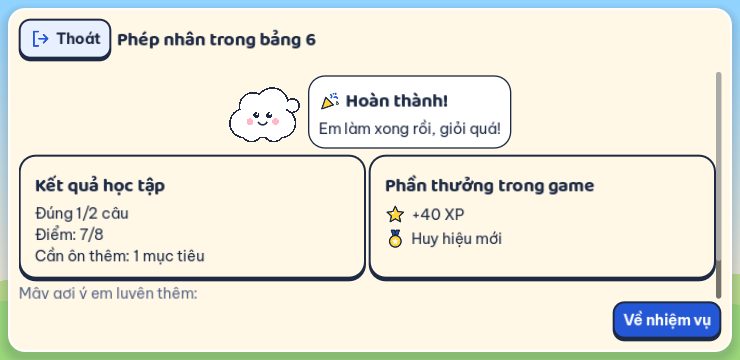 Thoát
Phép nhân trong bảng 6
Hoàn thành!
Em làm xong rồi, giỏi quá!
Kết quả học tập
Đúng 1/2 câu
Điểm: 7/8
Cần ôn thêm: 1 mục tiêu
Phần thưởng trong game
+40 XP
Huy hiệu mới
Mây gợi ý em luyện thêm:
Về nhiệm vụ